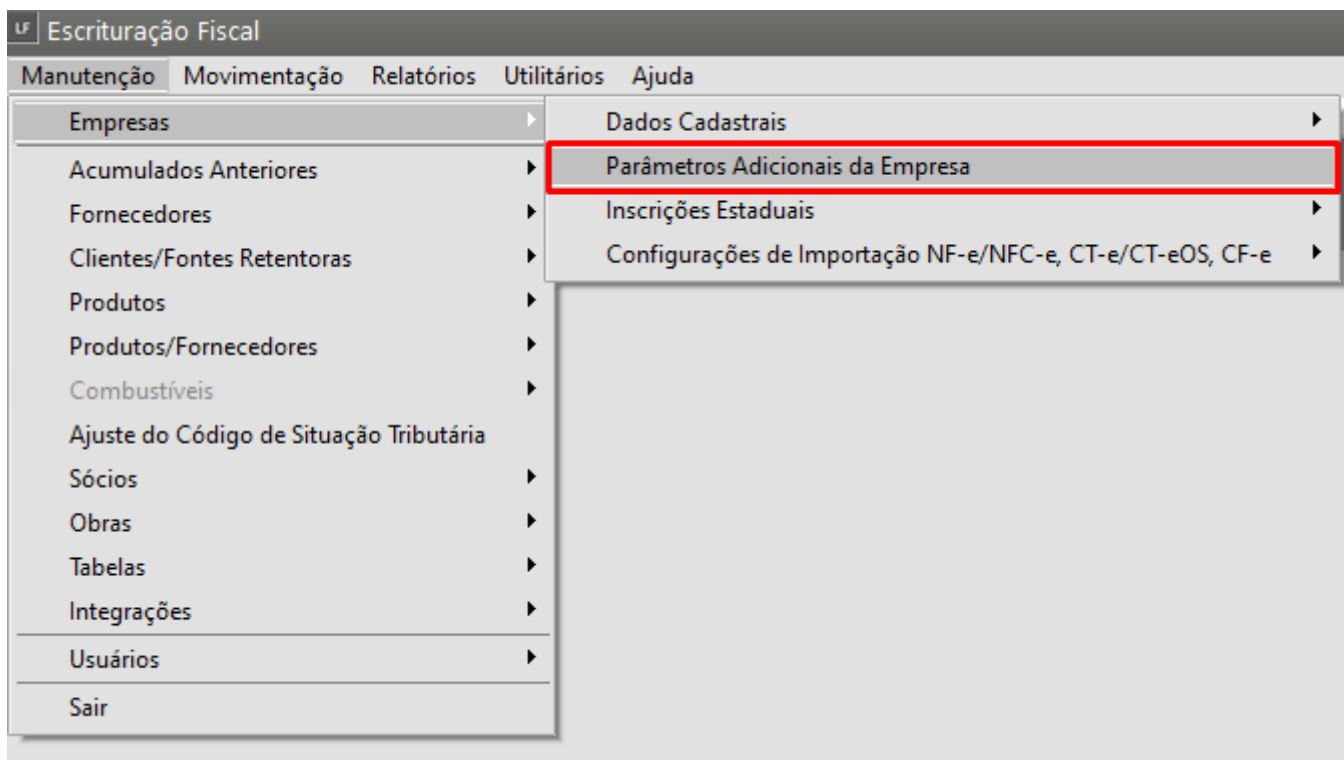 LF Escrituração Fiscal
Manutenção Movimentação Relatórios Utilitários Ajuda
Empresas
Acumulados Anteriores
Fornecedores
Clientes/Fontes Retentoras
Produtos
Produtos/Fornecedores
Combustíveis
Ajuste do Código de Situação Tributária
Sócios
Obras
Tabelas
Integrações
Usuários
Sair
Dados Cadastrais
Parâmetros Adicionais da Empresa
Inscrições Estaduais
Configurações de Importação NF-e/NFC-e, CT-e/CT-eOS, CF-e